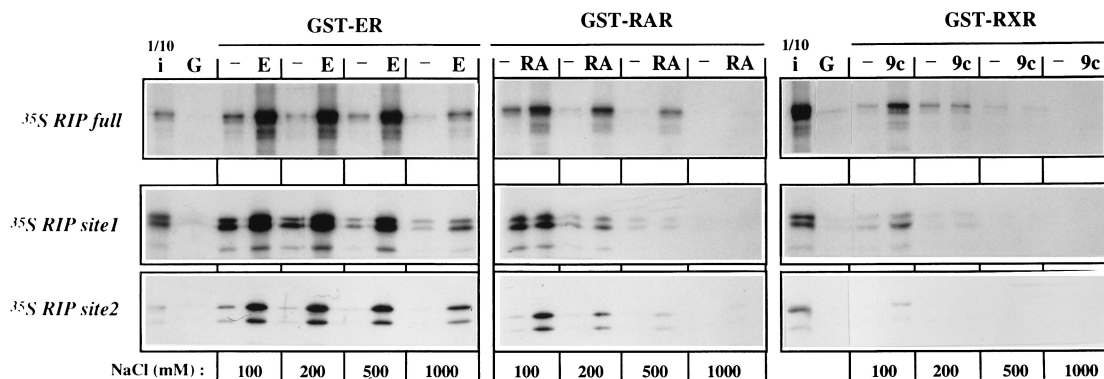 GST-ER GST-RAR GST-RXR
1/10 1/10
i G – E – E – E – E – RA – RA – RA – RA i G – 9c – 9c – 9c – 9c
35S RIP full
35S RIP site1
35S RIP site2
NaCl (mM) : 100 200 500 1000 100 200 500 1000 100 200 500 1000